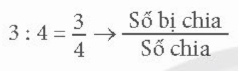 3 : 4 = 3/4 → Số bị chia/Số chia